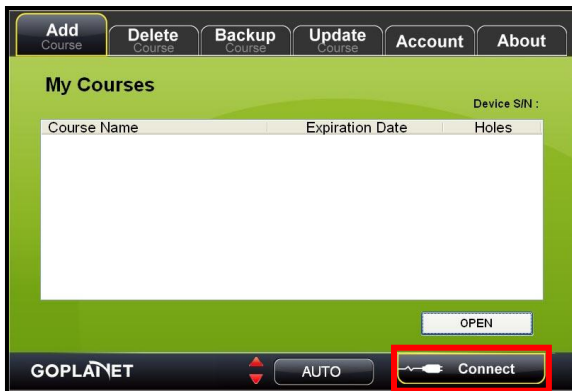 Add Delete Backup Update Account About
Course Course Course Course
My Courses
Device S/N :
Course Name Expiration Date Holes
OPEN
GOPLANET AUTO Connect